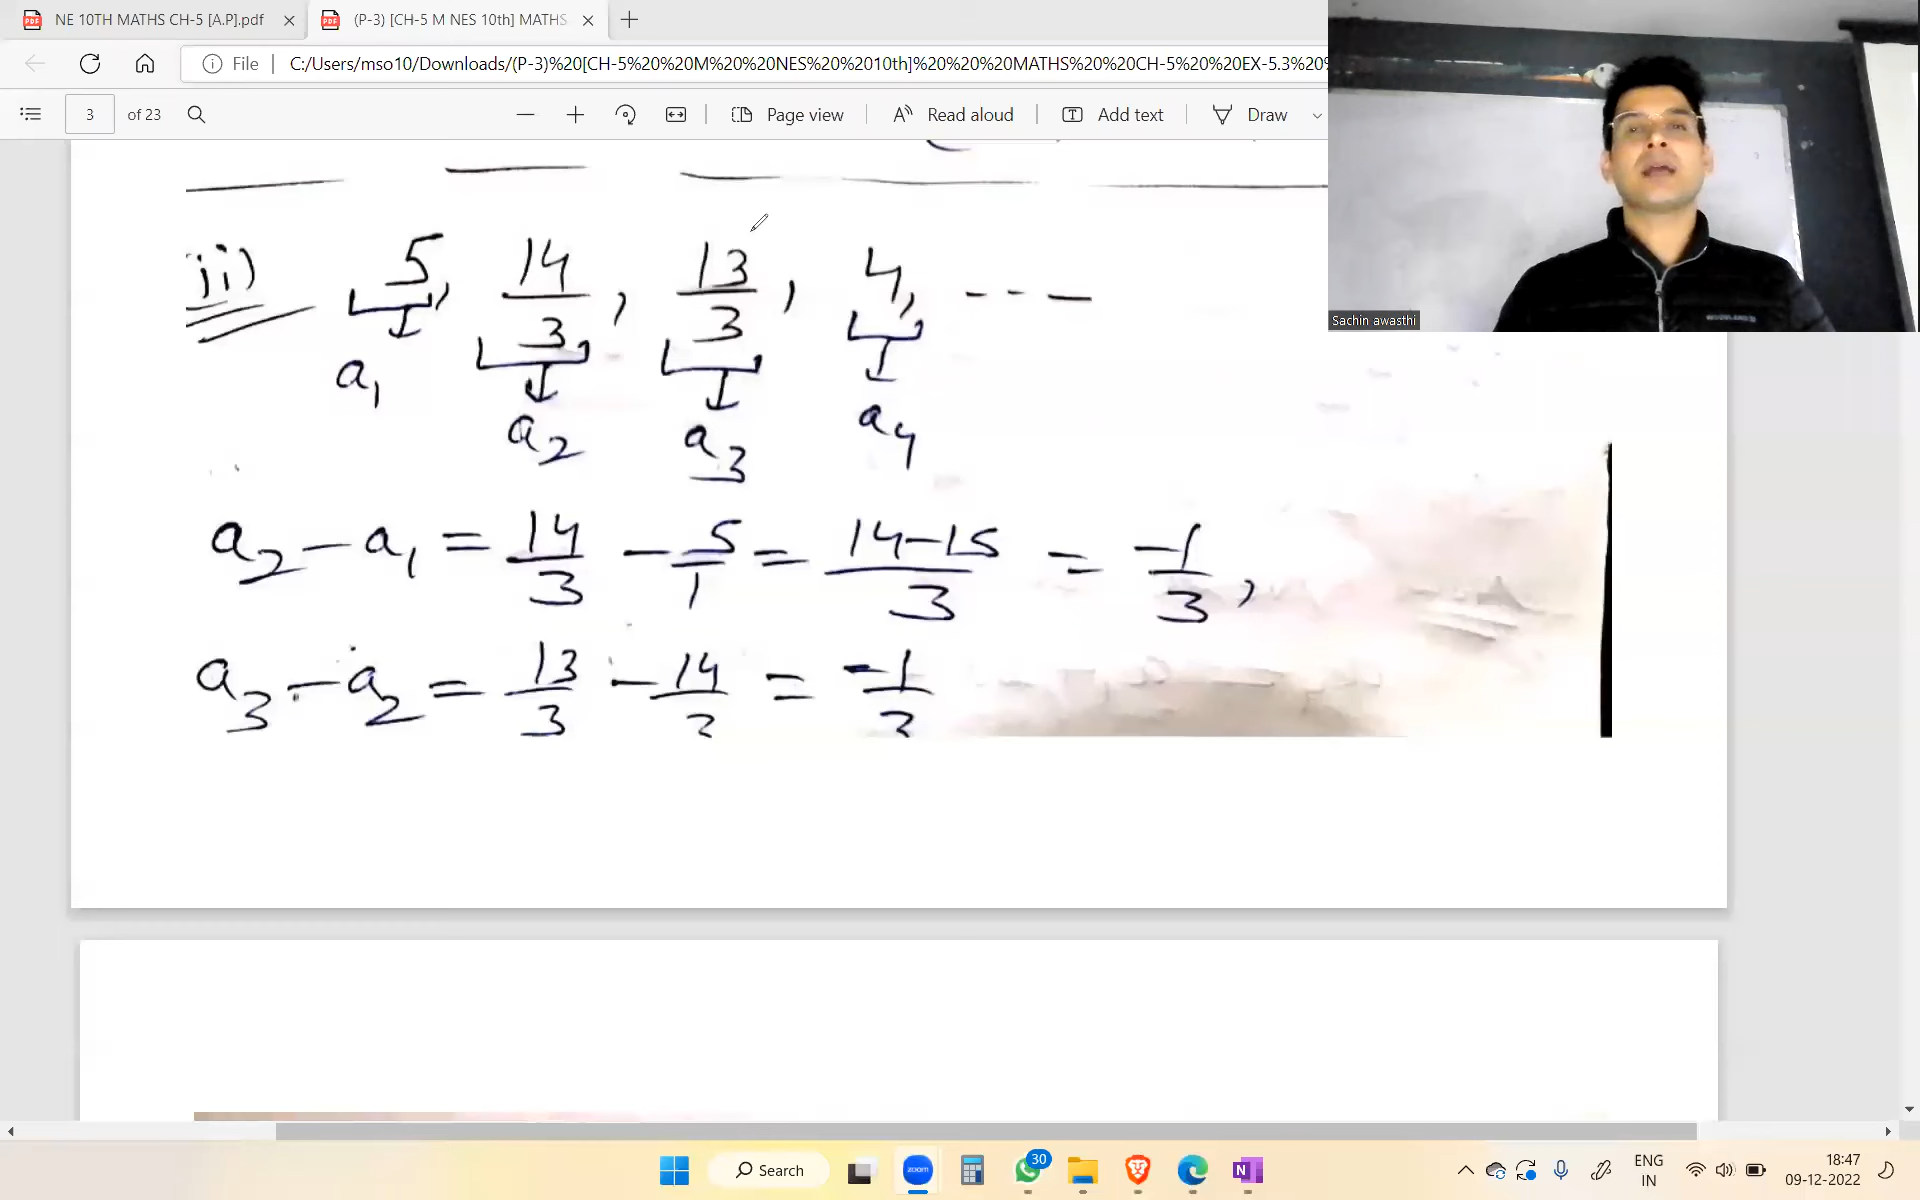 NE 10TH MATHS CH-5 [A.P].pdf
(P-3) [CH-5 M NES 10th] MATHS
File
C:/Users/mso10/Downloads/(P-3)%20[CH-5%20%20M%20%20NES%20%2010th]%20%20%20MATHS%20%20CH-5%20%20EX-5.3%20%
3 of 23
Page view
Read aloud
Add text
Draw
Sachin awasthi
ii) 5, 14/3, 13/3, 4, ---
a1 a2 a3 a4
a2 - a1 = 14/3 - 5/1 = 14-15/3 = -1/3,
a3 - a2 = 13/3 - 14/3 = -1/3
Search
zoom
30
N
ENG
IN
18:47
09-12-2022